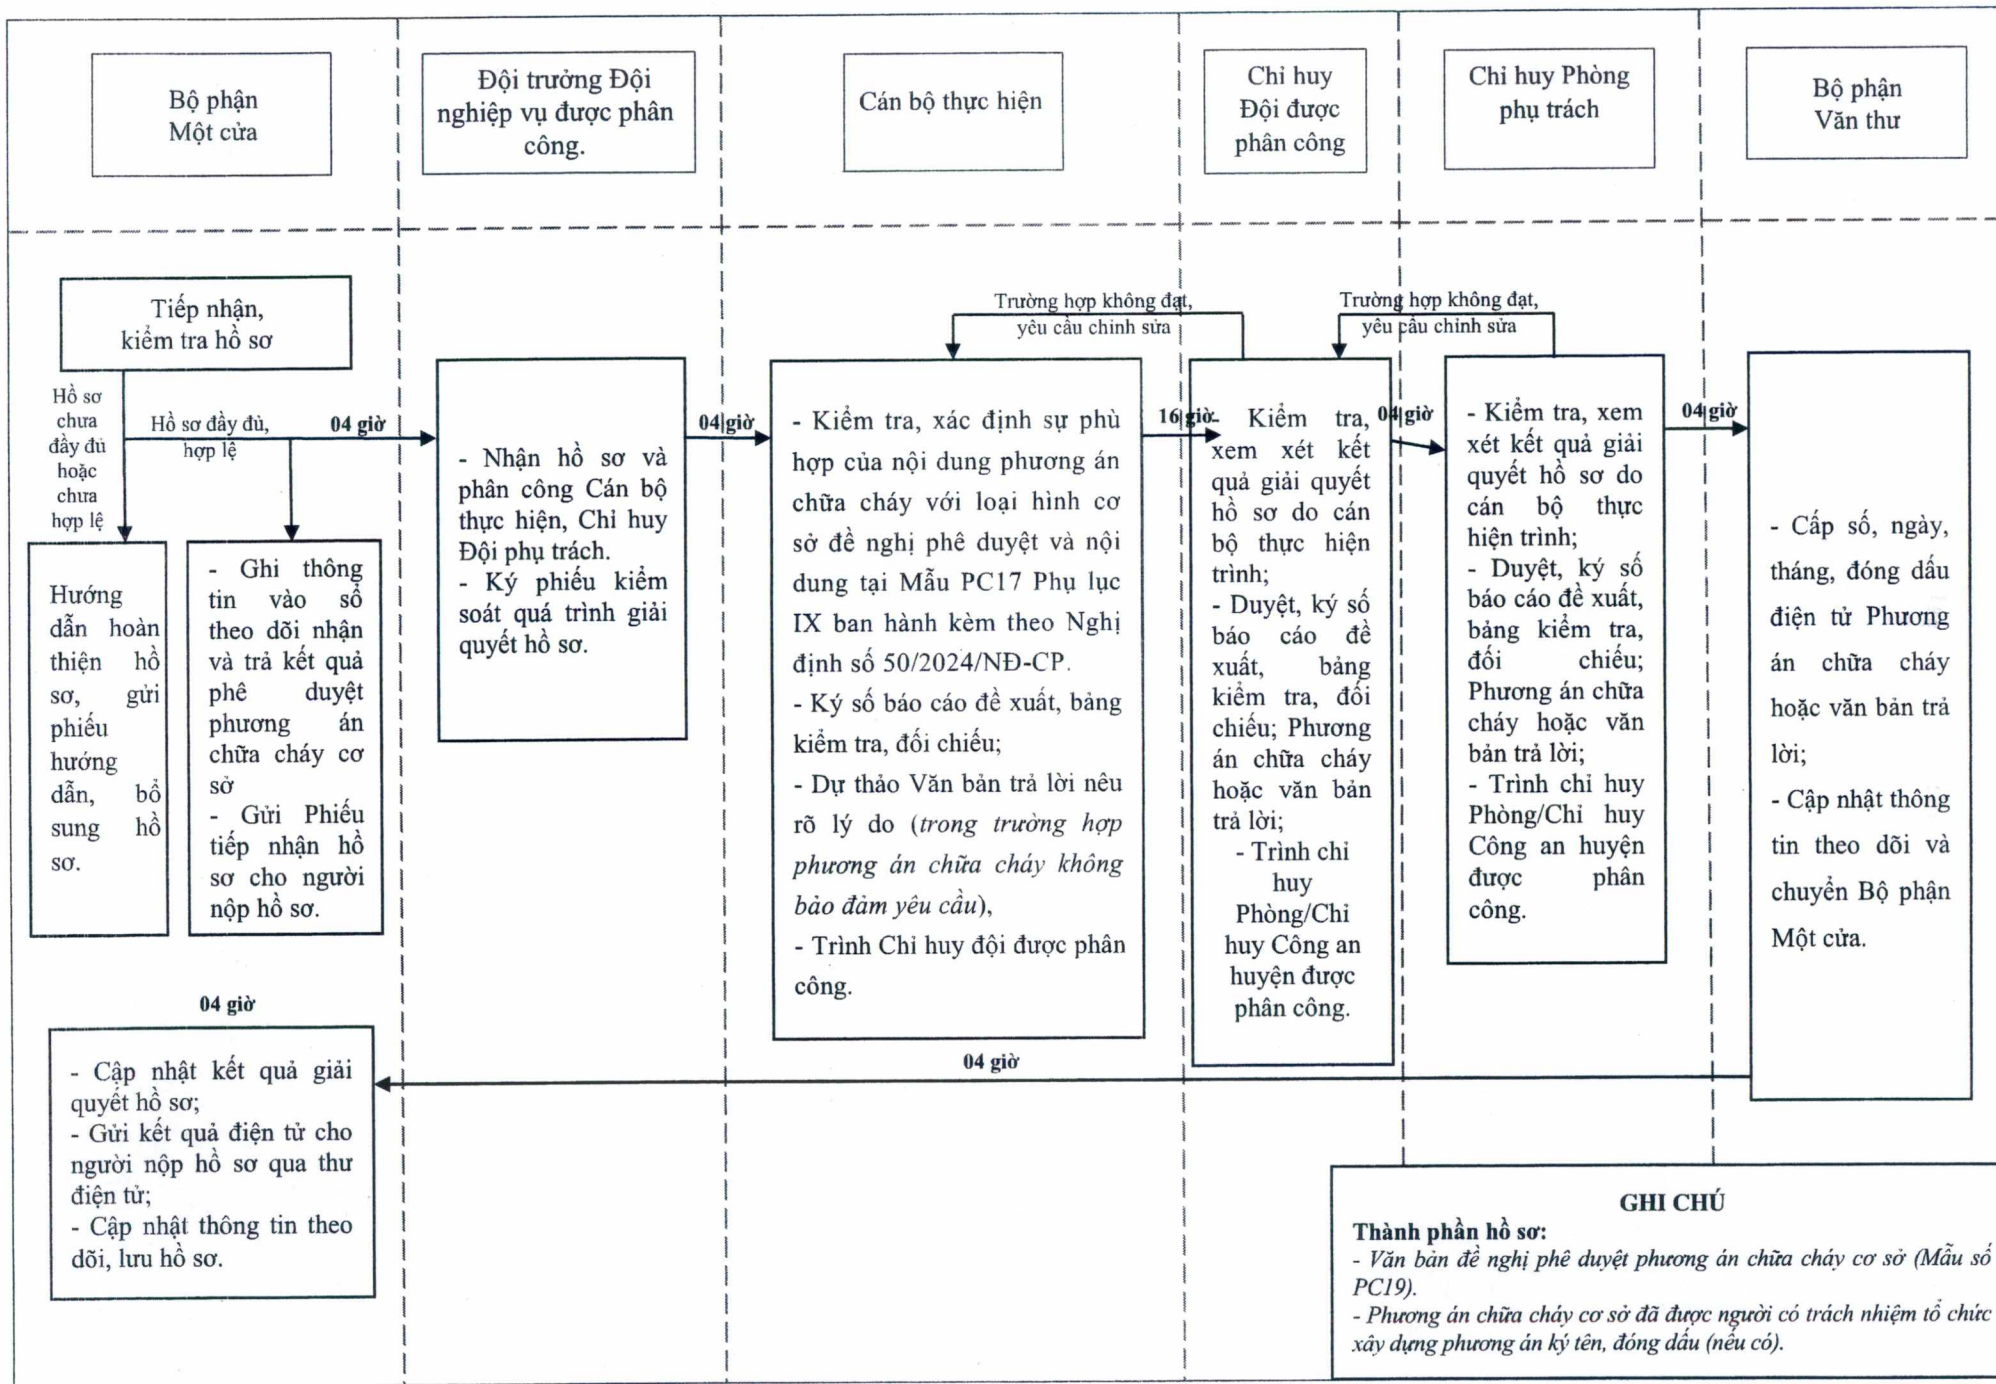 Bộ phận
Một cửa
Đội trưởng Đội
nghiệp vụ được phân
công.
Cán bộ thực hiện
Chỉ huy
Đội được
phân công
Chỉ huy Phòng
phụ trách
Bộ phận
Văn thư
Tiếp nhận,
kiểm tra hồ sơ
Hồ sơ
chưa
đầy đủ
hoặc
chưa
hợp lệ
Hồ sơ đầy đủ,
hợp lệ
04 giờ
Hướng
dẫn hoàn
thiện hồ
sơ, gửi
phiếu
hướng
dẫn, bổ
sung hồ
sơ.
- Ghi thông
tin vào sổ
theo dõi nhận
và trả kết quả
phê duyệt
phương án
chữa cháy cơ
sở
- Gửi Phiếu
tiếp nhận hồ
sơ cho người
nộp hồ sơ.
- Nhận hồ sơ và
phân công Cán bộ
thực hiện, Chỉ huy
Đội phụ trách.
- Ký phiếu kiểm
soát quá trình giải
quyết hồ sơ.
04 giờ
Trường hợp không đạt,
yêu cầu chỉnh sửa
- Kiểm tra, xác định sự phù
hợp của nội dung phương án
chữa cháy với loại hình cơ
sở đề nghị phê duyệt và nội
dung tại Mẫu PC17 Phụ lục
IX ban hành kèm theo Nghị
định số 50/2024/NĐ-CP.
- Ký số báo cáo đề xuất, bảng
kiểm tra, đối chiếu;
- Dự thảo Văn bản trả lời nêu
rõ lý do (trong trường hợp
phương án chữa cháy không
bảo đảm yêu cầu),
- Trình Chỉ huy đội được phân
công.
16 giờ
Trường hợp không đạt,
yêu cầu chỉnh sửa
- Kiểm tra,
xem xét kết
quả giải quyết
hồ sơ do cán
bộ thực hiện
trình;
- Duyệt, ký số
báo cáo đề
xuất, bảng
kiểm tra, đối
chiếu; Phương
án chữa cháy
hoặc văn bản
trả lời;
- Trình chỉ
huy
Phòng/Chỉ
huy Công an
huyện được
phân công.
04 giờ
- Kiểm tra, xem
xét kết quả giải
quyết hồ sơ do
cán bộ thực
hiện trình;
- Duyệt, ký số
báo cáo đề xuất,
bảng kiểm tra,
đối chiếu;
Phương án chữa
cháy hoặc văn
bản trả lời;
- Trình chỉ huy
Phòng/Chỉ huy
Công an huyện
được phân
công.
04 giờ
- Cấp số, ngày,
tháng, đóng dấu
điện tử Phương
án chữa cháy
hoặc văn bản trả
lời;
- Cập nhật thông
tin theo dõi và
chuyển Bộ phận
Một cửa.
04 giờ
04 giờ
- Cập nhật kết quả giải
quyết hồ sơ;
- Gửi kết quả điện tử cho
người nộp hồ sơ qua thư
điện tử;
- Cập nhật thông tin theo
dõi, lưu hồ sơ.
GHI CHÚ
Thành phần hồ sơ:
- Văn bản đề nghị phê duyệt phương án chữa cháy cơ sở (Mẫu số
PC19).
- Phương án chữa cháy cơ sở đã được người có trách nhiệm tổ chức
xây dựng phương án ký tên, đóng dấu (nếu có).